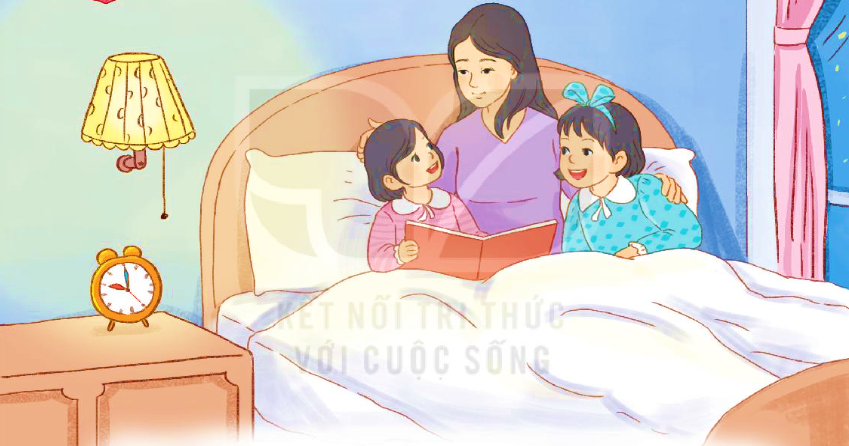 KẾT NỐI TRI THỨC
VỚI CUỘC SỐNG